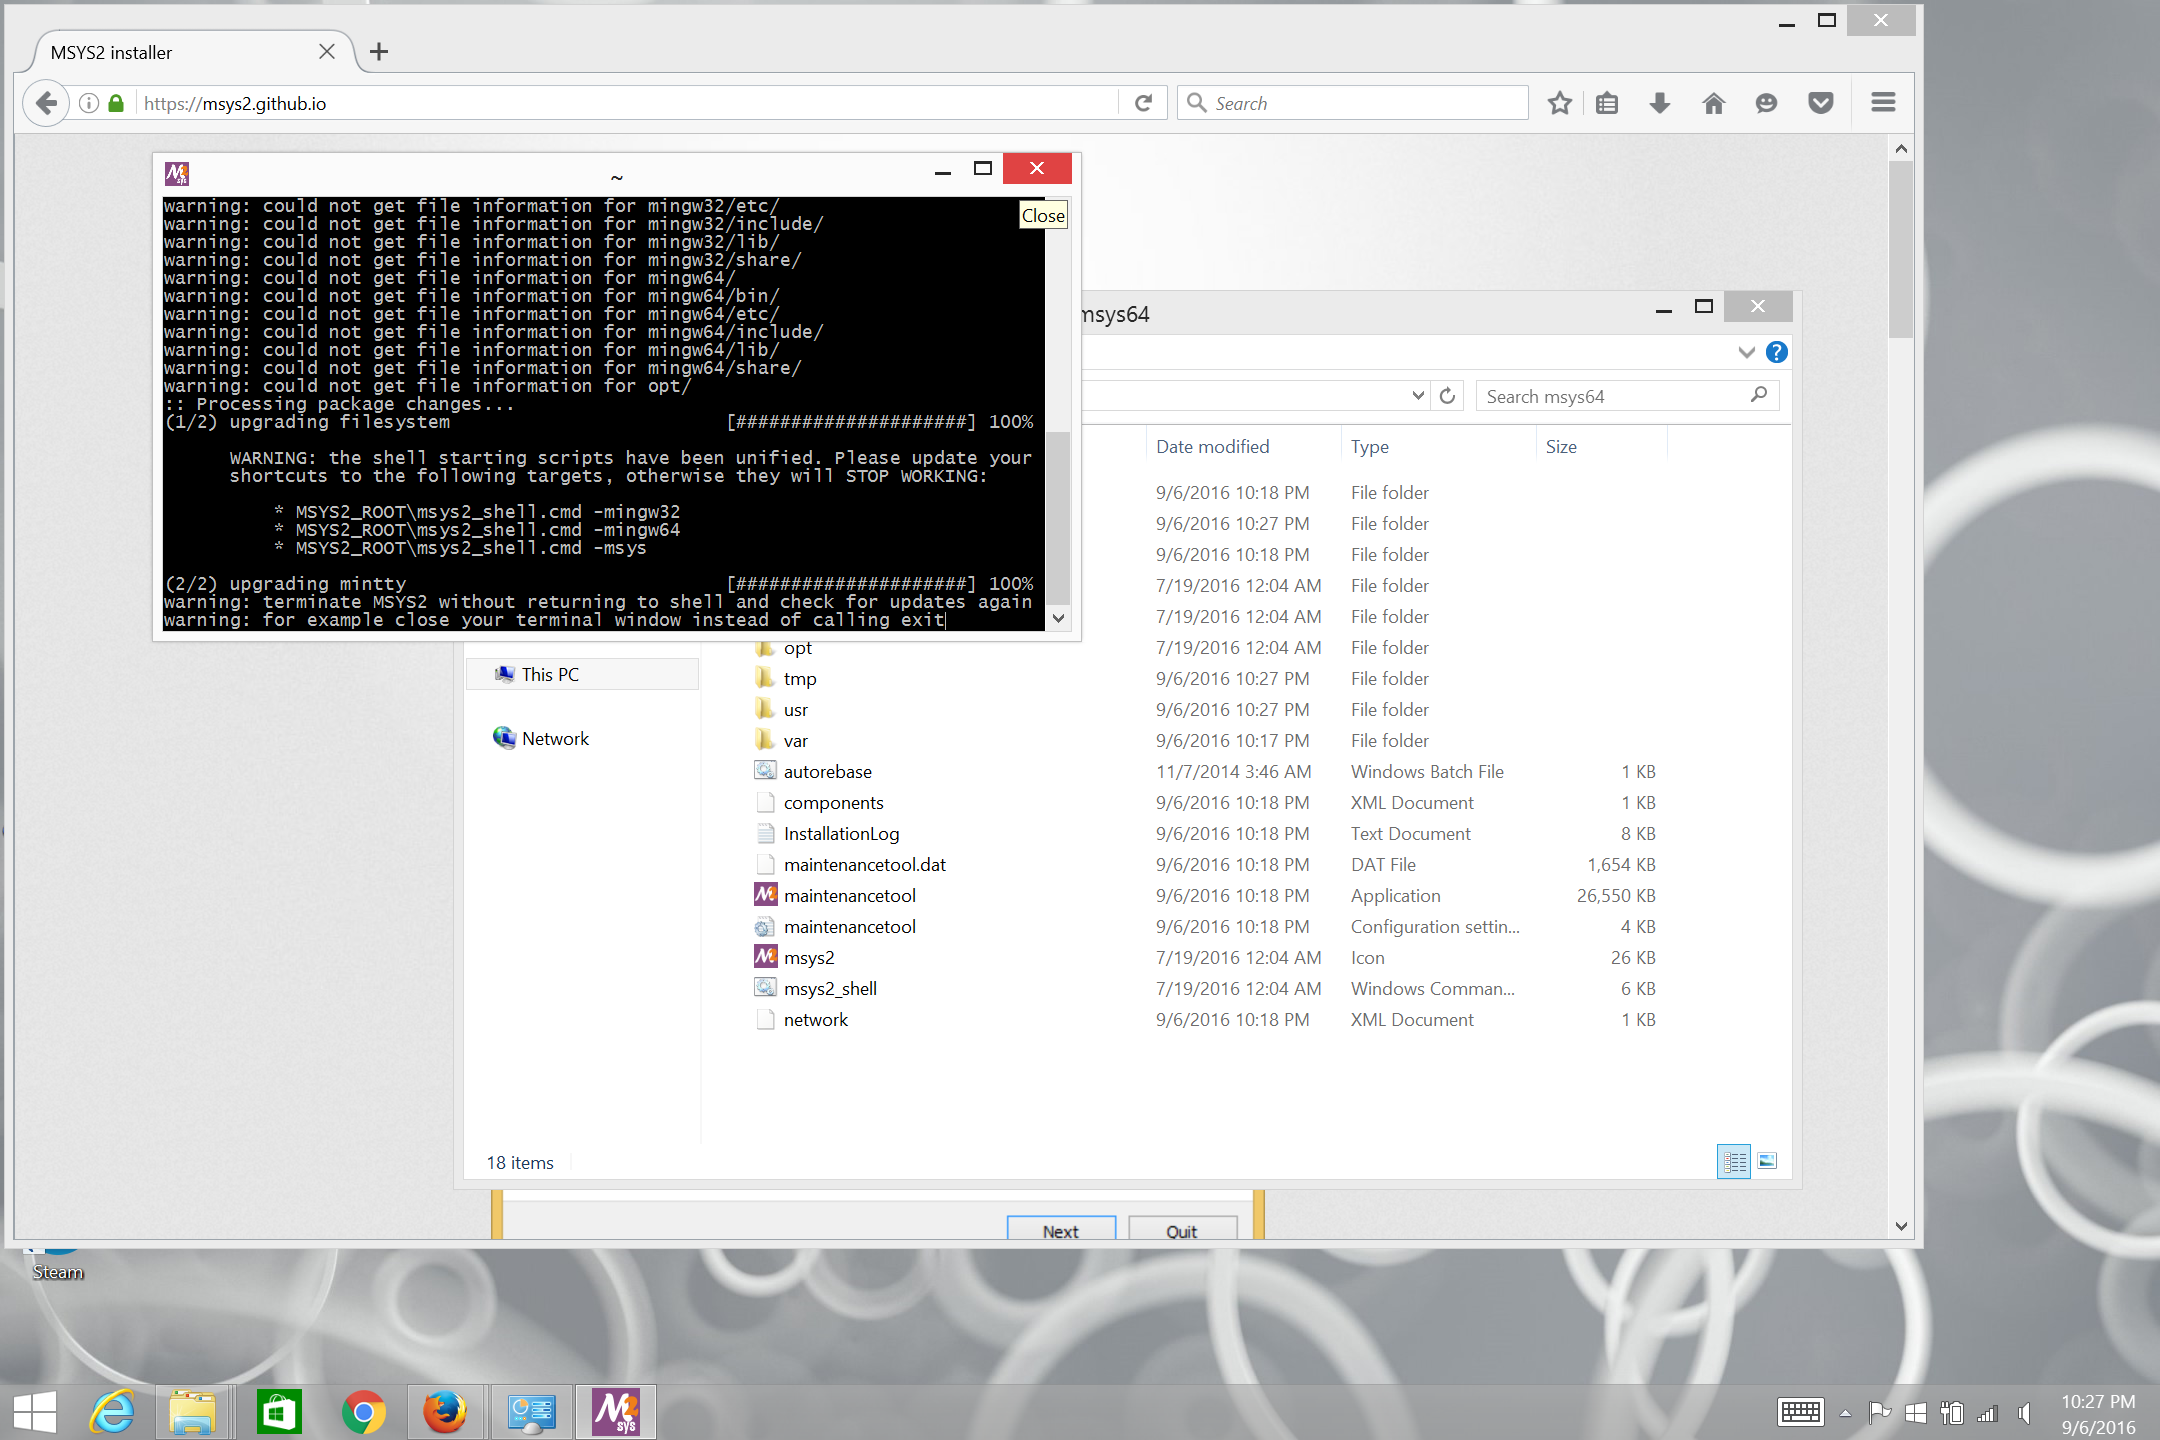 MSYS2 installer
https://msys2.github.io
Search
~
Close
warning: could not get file information for mingw32/etc/
warning: could not get file information for mingw32/include/
warning: could not get file information for mingw32/lib/
warning: could not get file information for mingw32/share/
warning: could not get file information for mingw64/
warning: could not get file information for mingw64/bin/
warning: could not get file information for mingw64/etc/
warning: could not get file information for mingw64/include/
warning: could not get file information for mingw64/lib/
warning: could not get file information for mingw64/share/
warning: could not get file information for opt/
:: Processing package changes...
(1/2) upgrading filesystem [#####################] 100%
WARNING: the shell starting scripts have been unified. Please update your
shortcuts to the following targets, otherwise they will STOP WORKING:
* MSYS2_ROOT\msys2_shell.cmd -mingw32
* MSYS2_ROOT\msys2_shell.cmd -mingw64
* MSYS2_ROOT\msys2_shell.cmd -msys
(2/2) upgrading mintty [#####################] 100%
warning: terminate MSYS2 without returning to shell and check for updates again
warning: for example close your terminal window instead of calling exit
msys64
Search msys64
Date modified Type Size
9/6/2016 10:18 PM File folder
9/6/2016 10:27 PM File folder
9/6/2016 10:18 PM File folder
7/19/2016 12:04 AM File folder
7/19/2016 12:04 AM File folder
opt 7/19/2016 12:04 AM File folder
This PC
tmp 9/6/2016 10:27 PM File folder
usr 9/6/2016 10:27 PM File folder
Network
var 9/6/2016 10:17 PM File folder
autorebase 11/7/2014 3:46 AM Windows Batch File 1 KB
components 9/6/2016 10:18 PM XML Document 1 KB
InstallationLog 9/6/2016 10:18 PM Text Document 8 KB
maintenancetool.dat 9/6/2016 10:18 PM DAT File 1,654 KB
maintenancetool 9/6/2016 10:18 PM Application 26,550 KB
maintenancetool 9/6/2016 10:18 PM Configuration settin... 4 KB
msys2 7/19/2016 12:04 AM Icon 26 KB
msys2_shell 7/19/2016 12:04 AM Windows Comman... 6 KB
network 9/6/2016 10:18 PM XML Document 1 KB
18 items
Next Quit
Steam
M2 sys
10:27 PM
9/6/2016